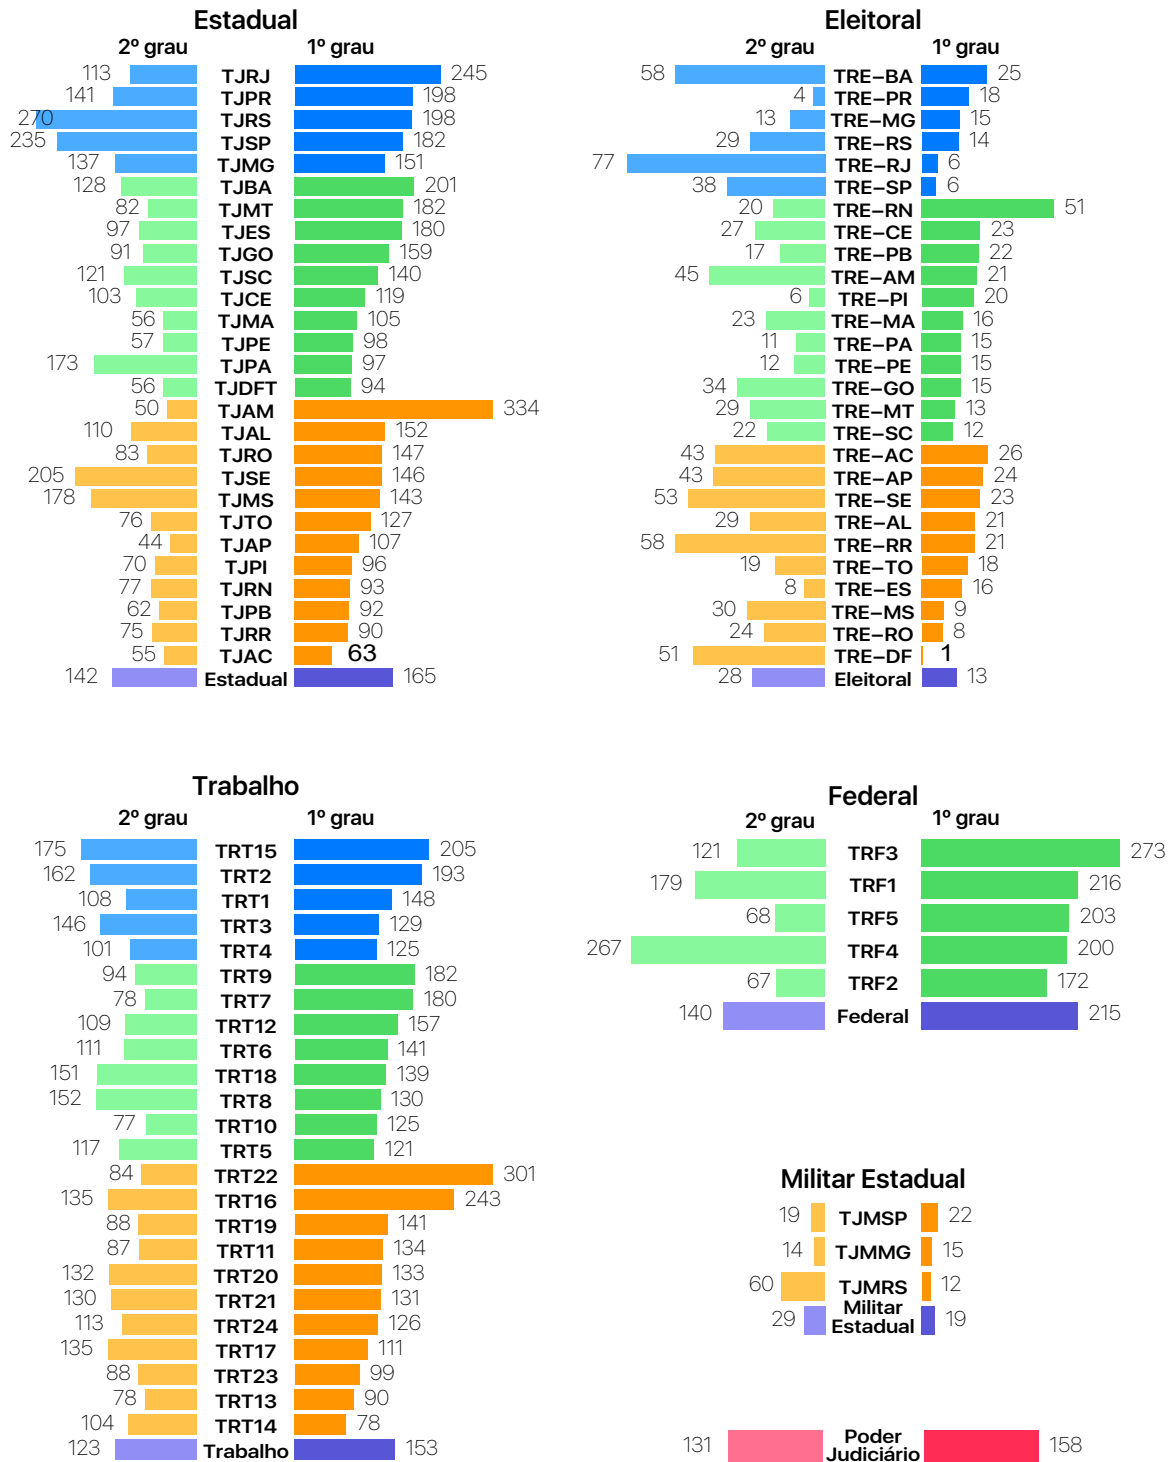 Estadual
2º grau 1º grau
113 TJRJ 245
141 TJPR 198
270 TJRS 198
235 TJSP 182
137 TJMG 151
128 TJBA 201
82 TJMT 182
97 TJES 180
91 TJGO 159
121 TJSC 140
103 TJCE 119
56 TJMA 105
57 TJPE 98
173 TJPA 97
56 TJDFT 94
50 TJAM 334
110 TJAL 152
83 TJRO 147
205 TJSE 146
178 TJMS 143
76 TJTO 127
44 TJAP 107
70 TJPI 96
77 TJRN 93
62 TJPB 92
75 TJRR 90
55 TJAC 63
142 Estadual 165
Eleitoral
2º grau 1º grau
58 TRE–BA 25
4 TRE–PR 18
13 TRE–MG 15
29 TRE–RS 14
77 TRE–RJ 6
38 TRE–SP 6
20 TRE–RN 51
27 TRE–CE 23
17 TRE–PB 22
45 TRE–AM 21
6 TRE–PI 20
23 TRE–MA 16
11 TRE–PA 15
12 TRE–PE 15
34 TRE–GO 15
29 TRE–MT 13
22 TRE–SC 12
43 TRE–AC 26
43 TRE–AP 24
53 TRE–SE 23
29 TRE–AL 21
58 TRE–RR 21
19 TRE–TO 18
8 TRE–ES 16
30 TRE–MS 9
24 TRE–RO 8
51 TRE–DF 1
28 Eleitoral 13
Trabalho
2º grau 1º grau
175 TRT15 205
162 TRT2 193
108 TRT1 148
146 TRT3 129
101 TRT4 125
94 TRT9 182
78 TRT7 180
109 TRT12 157
111 TRT6 141
151 TRT18 139
152 TRT8 130
77 TRT10 125
117 TRT5 121
84 TRT22 301
135 TRT16 243
88 TRT19 141
87 TRT11 134
132 TRT20 133
130 TRT21 131
113 TRT24 126
135 TRT17 111
88 TRT23 99
78 TRT13 90
104 TRT14 78
123 Trabalho 153
Federal
2º grau 1º grau
121 TRF3 273
179 TRF1 216
68 TRF5 203
267 TRF4 200
67 TRF2 172
140 Federal 215
Militar Estadual
19 TJMSP 22
14 TJMMG 15
60 TJMRS 12
Militar
29 Estadual 19
Poder
131 Judiciário 158